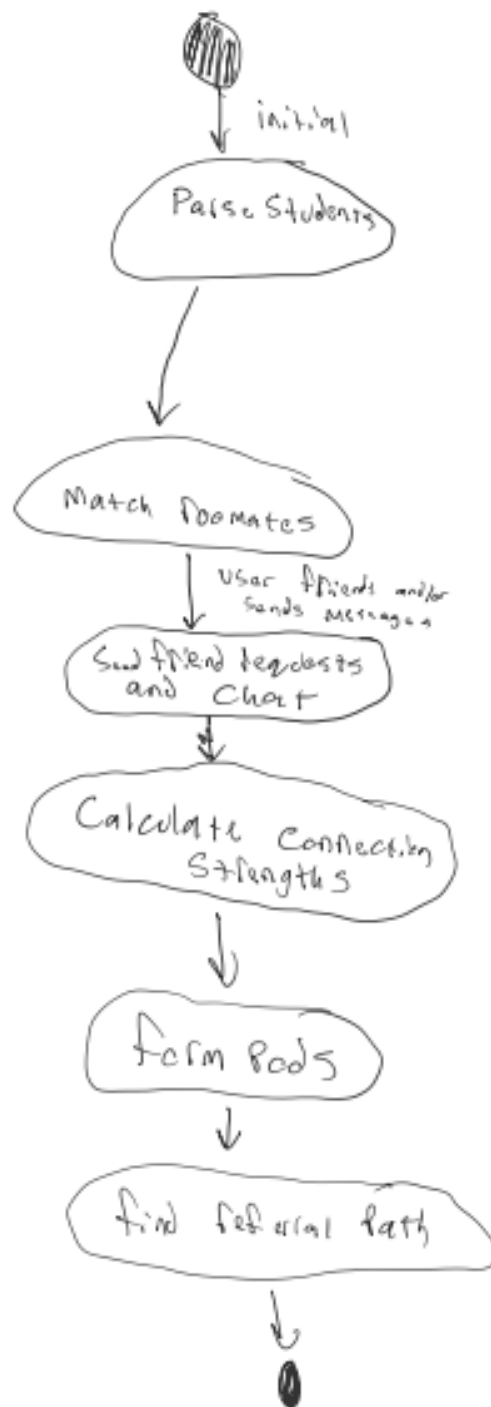 initial
Parse Students
Match Roomates
user friends and/or
sends messages
Send friend requests
and Chat
Calculate Connection
Strengths
form Pods
find referral Path